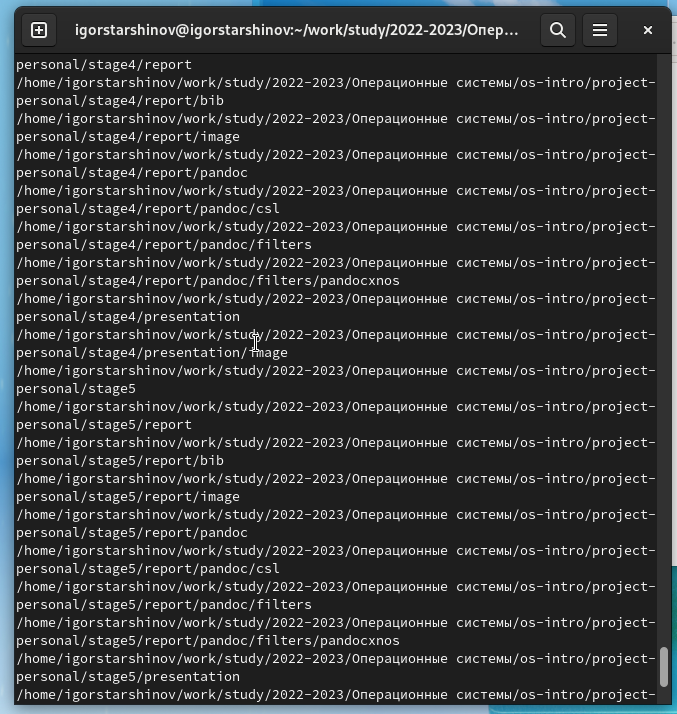 igorstarshinov@igorstarshinov:~/work/study/2022-2023/Опер...
personal/stage4/report
/home/igorstarshinov/work/study/2022-2023/Операционные системы/os-intro/project-
personal/stage4/report/bib
/home/igorstarshinov/work/study/2022-2023/Операционные системы/os-intro/project-
personal/stage4/report/image
/home/igorstarshinov/work/study/2022-2023/Операционные системы/os-intro/project-
personal/stage4/report/pandoc
/home/igorstarshinov/work/study/2022-2023/Операционные системы/os-intro/project-
personal/stage4/report/pandoc/csl
/home/igorstarshinov/work/study/2022-2023/Операционные системы/os-intro/project-
personal/stage4/report/pandoc/filters
/home/igorstarshinov/work/study/2022-2023/Операционные системы/os-intro/project-
personal/stage4/report/pandoc/filters/pandocxnos
/home/igorstarshinov/work/study/2022-2023/Операционные системы/os-intro/project-
personal/stage4/presentation
/home/igorstarshinov/work/study/2022-2023/Операционные системы/os-intro/project-
personal/stage4/presentation/image
/home/igorstarshinov/work/study/2022-2023/Операционные системы/os-intro/project-
personal/stage5
/home/igorstarshinov/work/study/2022-2023/Операционные системы/os-intro/project-
personal/stage5/report
/home/igorstarshinov/work/study/2022-2023/Операционные системы/os-intro/project-
personal/stage5/report/bib
/home/igorstarshinov/work/study/2022-2023/Операционные системы/os-intro/project-
personal/stage5/report/image
/home/igorstarshinov/work/study/2022-2023/Операционные системы/os-intro/project-
personal/stage5/report/pandoc
/home/igorstarshinov/work/study/2022-2023/Операционные системы/os-intro/project-
personal/stage5/report/pandoc/csl
/home/igorstarshinov/work/study/2022-2023/Операционные системы/os-intro/project-
personal/stage5/report/pandoc/filters
/home/igorstarshinov/work/study/2022-2023/Операционные системы/os-intro/project-
personal/stage5/report/pandoc/filters/pandocxnos
/home/igorstarshinov/work/study/2022-2023/Операционные системы/os-intro/project-
personal/stage5/presentation
/home/igorstarshinov/work/study/2022-2023/Операционные системы/os-intro/project-